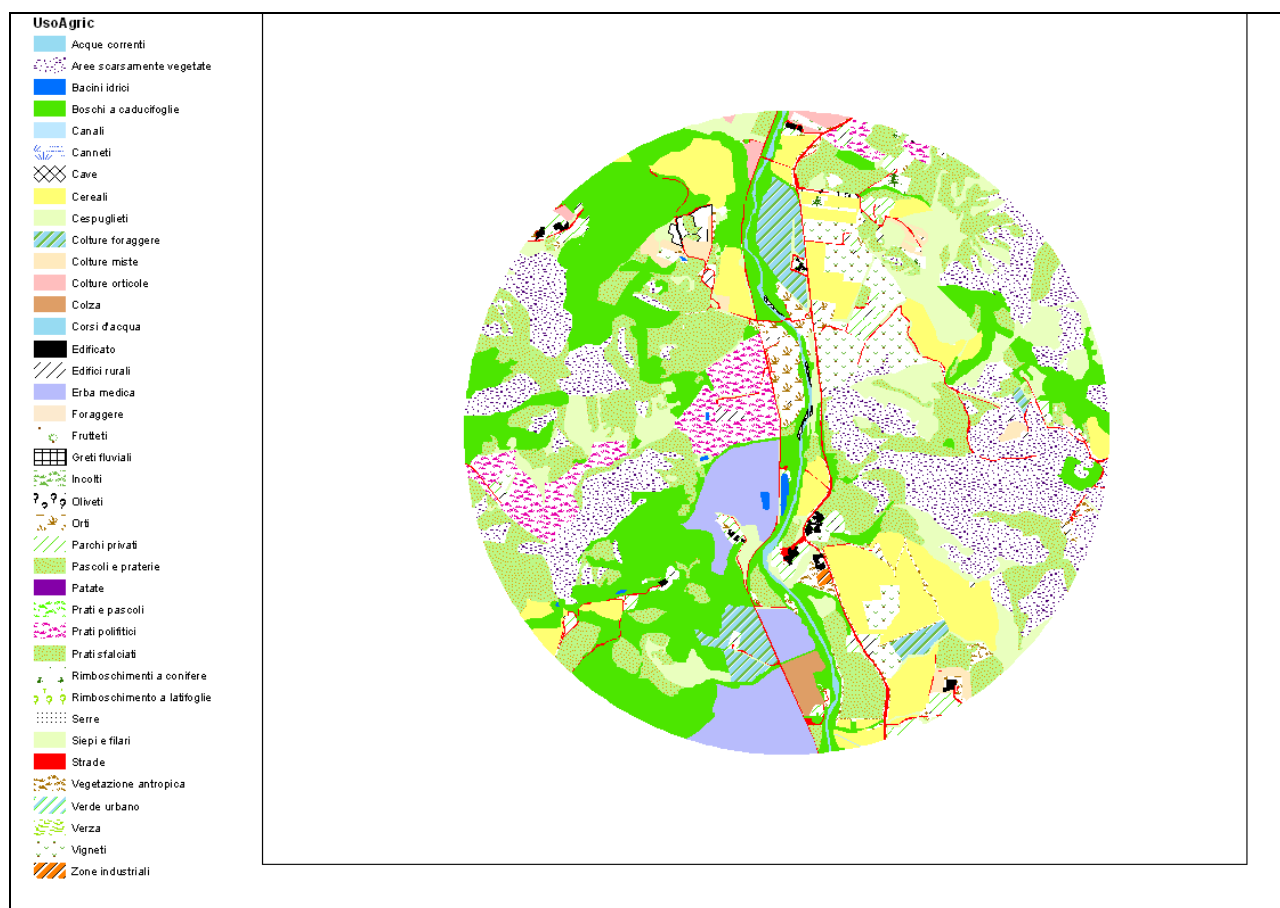 UsoAgric
Acque correnti
Aree scarsamente vegetate
Bacini idrici
Boschi a caducifoglie
Canali
Canneti
Cave
Cereali
Cespuglieti
Colture foraggere
Colture miste
Colture orticole
Colza
Corsi d'acqua
Edificato
Edifici rurali
Erba medica
Foraggere
Frutteti
Greti fluviali
Incolti
Oliveti
Orti
Parchi privati
Pascoli e praterie
Patate
Prati e pascoli
Prati polifitici
Prati sfalciati
Rimboschimenti a conifere
Rimboschimento a latifoglie
Serre
Siepi e filari
Strade
Vegetazione antropica
Verde urbano
Verza
Vigneti
Zone industriali